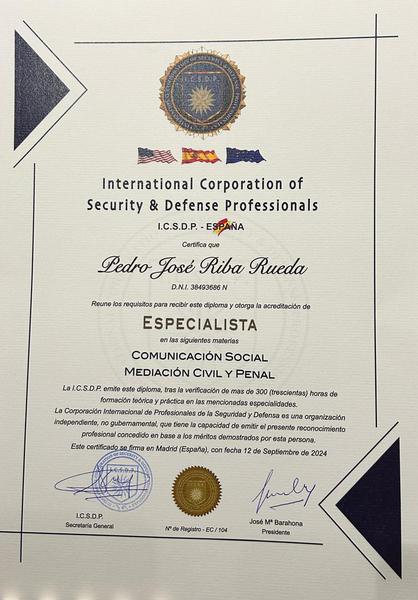 I.C.S.D.P.
International Corporation of
Security & Defense Professionals
I.C.S.D.P. - ESPAÑA
Certifica que
Pedro José Riba Rueda
D.N.I. 38493686 N
Reune los requisitos para recibir este diploma y otorga la acreditación de
ESPECIALISTA
en las siguientes materias
COMUNICACIÓN SOCIAL
MEDIACIÓN CIVIL Y PENAL
La I.C.S.D.P. emite este diploma, tras la verificación de mas de 300 (trescientas) horas de
formación teórica y práctica en las mencionadas especialidades.
La Corporación Internacional de Profesionales de la Seguridad y Defensa es una organización
independiente, no gubernamental, que tiene la capacidad de emitir el presente reconocimiento
profesional concedido en base a los méritos demostrados por esta persona.
Este certificado se firma en Madrid (España), con fecha 12 de Septiembre de 2024
I.C.S.D.P.
I.C.S.D.P.
Secretaría General
Nº de Registro - EC / 104
José Mª Barahona
Presidente